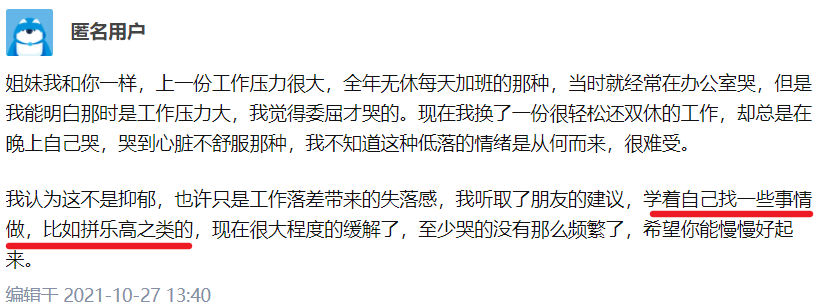 匿名用户
姐妹我和你一样，上一份工作压力很大，全年无休每天加班的那种，当时就经常在办公室哭，但是
我能明白那时是工作压力大，我觉得委屈才哭的。现在我换了一份很轻松还双休的工作，却总是在
晚上自己哭，哭到心脏不舒服那种，我不知道这种低落的情绪是从何而来，很难受。
我认为这不是抑郁，也许只是工作落差带来的失落感，我听取了朋友的建议，学着自己找一些事情
做，比如拼乐高之类的，现在很大程度的缓解了，至少哭的没有那么频繁了，希望你能慢慢好起
来。
编辑于 2021-10-27 13:40